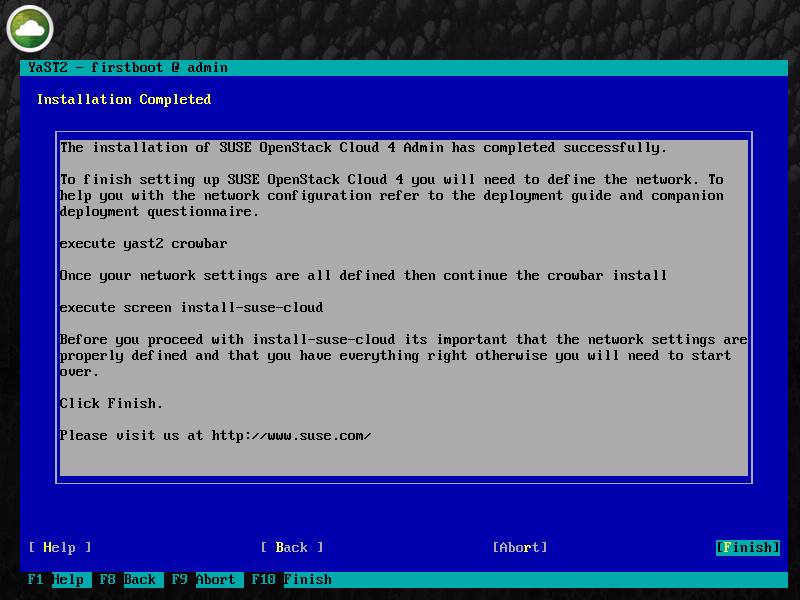 YaST2 - firstboot @ admin
Installation Completed
The installation of SUSE OpenStack Cloud 4 Admin has completed successfully.
To finish setting up SUSE OpenStack Cloud 4 you will need to define the network. To
help you with the network configuration refer to the deployment guide and companion
deployment questionnaire.
execute yast2 crowbar
Once your network settings are all defined then continue the crowbar install
execute screen install-suse-cloud
Before you proceed with install-suse-cloud its important that the network settings are
properly defined and that you have everything right otherwise you will need to start
over.
Click Finish.
Please visit us at http://www.suse.com/
[ Help ] [ Back ] [Abort] [Finish]
F1 Help F8 Back F9 Abort F10 Finish